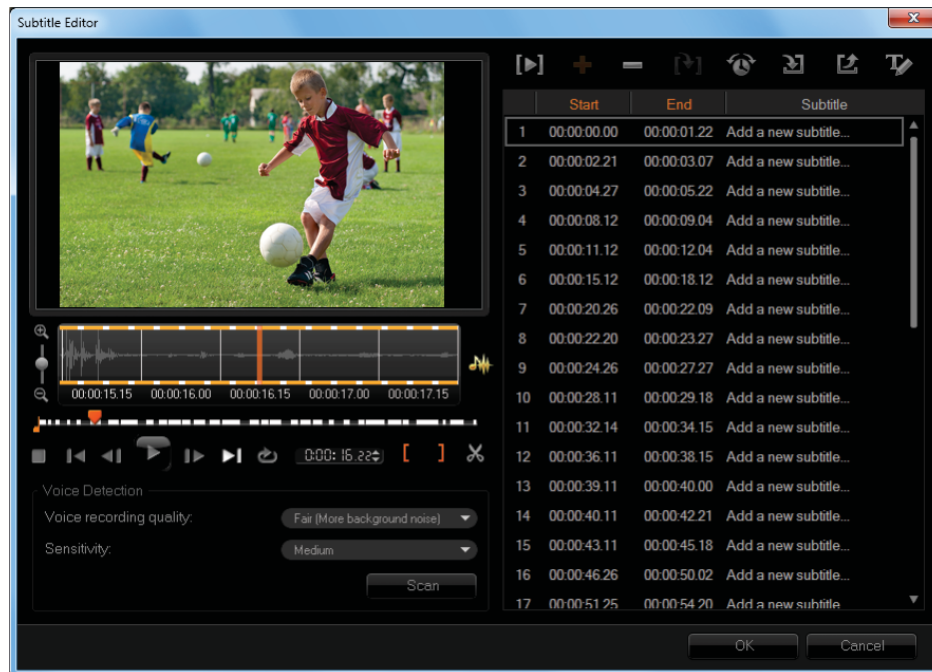 Subtitle Editor
Start End Subtitle
1 00:00:00.00 00:00:01.22 Add a new subtitle...
2 00:00:02.21 00:00:03.07 Add a new subtitle...
3 00:00:04.27 00:00:05.22 Add a new subtitle...
4 00:00:08.12 00:00:09.04 Add a new subtitle...
5 00:00:11.12 00:00:12.04 Add a new subtitle...
6 00:00:15.12 00:00:18.12 Add a new subtitle...
7 00:00:20.26 00:00:22.09 Add a new subtitle...
8 00:00:22.20 00:00:23.27 Add a new subtitle...
9 00:00:24.26 00:00:27.27 Add a new subtitle...
10 00:00:28.11 00:00:29.18 Add a new subtitle...
11 00:00:32.14 00:00:34.15 Add a new subtitle...
12 00:00:36.11 00:00:38.15 Add a new subtitle...
13 00:00:39.11 00:00:40.00 Add a new subtitle...
14 00:00:40.11 00:00:42.21 Add a new subtitle...
15 00:00:43.11 00:00:45.18 Add a new subtitle...
16 00:00:46.26 00:00:50.02 Add a new subtitle...
17 00:00:51.25 00:00:54.20 Add a new subtitle
00:00:15.15 00:00:16.00 00:00:16.15 00:00:17.00 00:00:17.15
0:00:16.22
Voice Detection
Voice recording quality: Fair (More background noise)
Sensitivity: Medium
Scan
OK Cancel